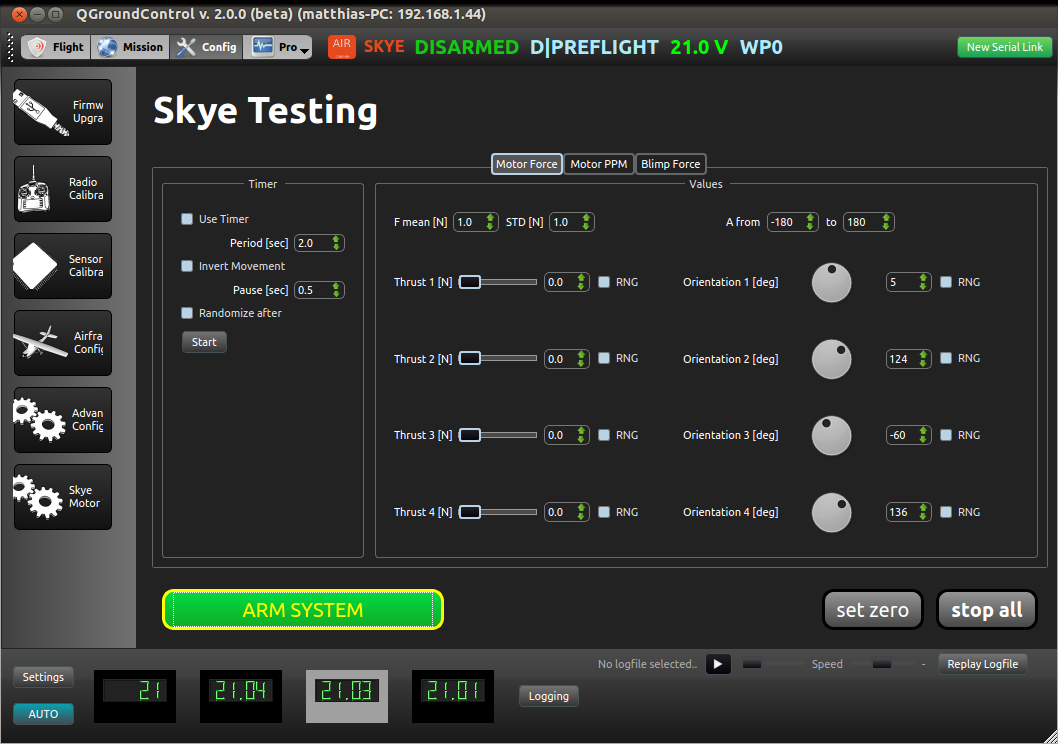 QGroundControl v. 2.0.0 (beta) (matthias-PC: 192.168.1.44)
Flight Mission Config Pro AIR SKYE DISARMED D|PREFLIGHT 21.0 V WP0 New Serial Link
Firmw
Upgra
Radio
Calibra
Sensor
Calibra
Airfra
Config
Advan
Config
Skye
Motor
Skye Testing
Motor Force Motor PPM Blimp Force
Timer
Use Timer
Period [sec] 2.0
Invert Movement
Pause [sec] 0.5
Randomize after
Start
Values
F mean [N] 1.0 STD [N] 1.0 A from -180 to 180
Thrust 1 [N] 0.0 RNG Orientation 1 [deg] 5 RNG
Thrust 2 [N] 0.0 RNG Orientation 2 [deg] 124 RNG
Thrust 3 [N] 0.0 RNG Orientation 3 [deg] -60 RNG
Thrust 4 [N] 0.0 RNG Orientation 4 [deg] 136 RNG
ARM SYSTEM set zero stop all
No logfile selected.. Speed - Replay Logfile
Settings
AUTO
21 21.04 21.03 21.01 Logging